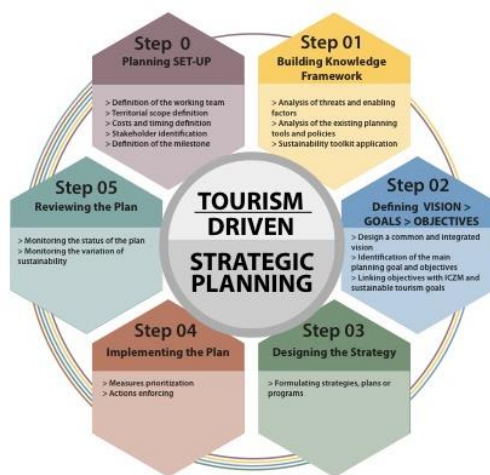 Step 0
Planning SET-UP
> Definition of the working team
> Territorial scope definition
> Costs and timing definition
> Stakeholder identification
> Definition of the milestone
Step 01
Building Knowledge
Framework
> Analysis of threats and enabling
factors
> Analysis of the existing planning
tools and policies
> Sustainability toolkit application
Step 05
Reviewing the Plan
> Monitoring the status of the plan
> Monitoring the variation of
sustainability
TOURISM
DRIVEN
STRATEGIC
PLANNING
Step 02
Defining VISION >
GOALS > OBJECTIVES
> Design a common and integrated
vision
> Identification of the main
planning goal and objectives
> Linking objectives with ICZM and
sustainable tourism goals
Step 04
Implementing the Plan
> Measures prioritization
> Actions enforcing
Step 03
Designing the Strategy
> Formulating strategies, plans or
programs